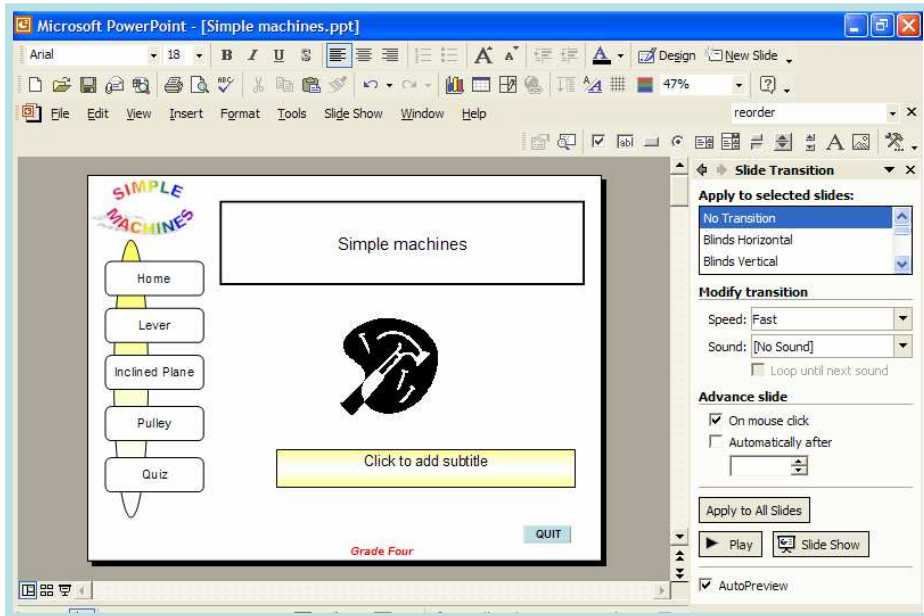 Microsoft PowerPoint - [Simple machines.ppt]
Arial 18 B I U S A A A Design New Slide
ABC A 47%
File Edit View Insert Format Tools Slide Show Window Help reorder
abl A
Slide Transition
SIMPLE
MACHINES
Home
Lever
Inclined Plane
Pulley
Quiz
Simple machines
Click to add subtitle
QUIT
Grade Four
Apply to selected slides:
No Transition
Blinds Horizontal
Blinds Vertical
Modify transition
Speed: Fast
Sound: [No Sound]
Loop until next sound
Advance slide
On mouse click
Automatically after
Apply to All Slides
Play Slide Show
AutoPreview